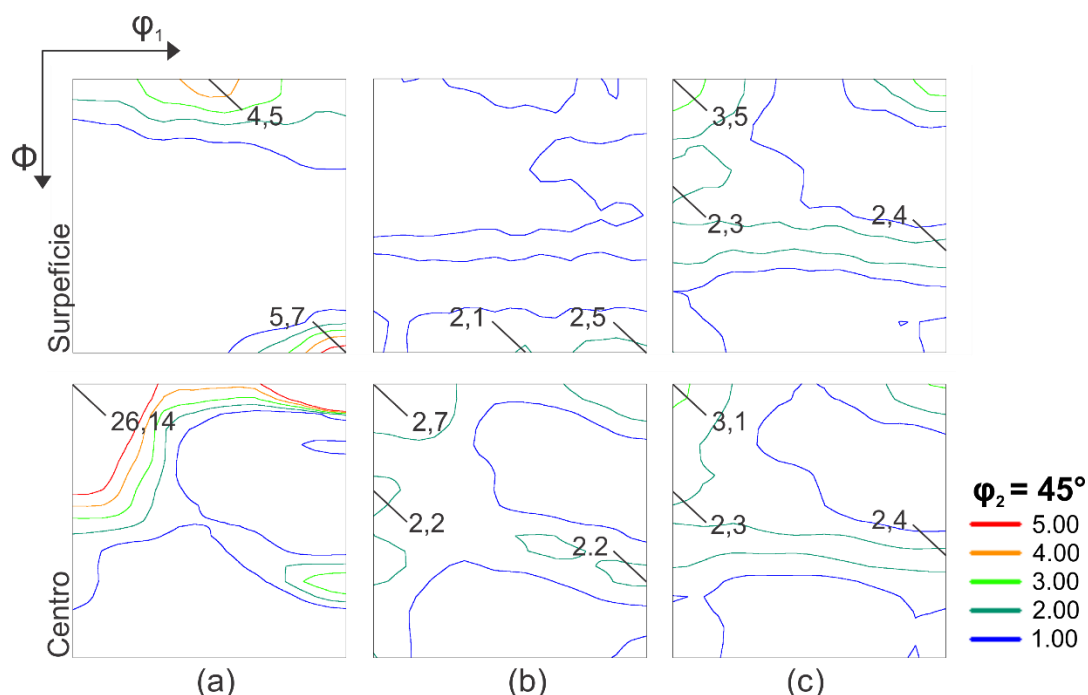 φ1
Φ
Surpefície
4,5
5,7
2,1
2,5
3,5
2,3
2,4
Centro
26,14
2,7
2,2
2.2
3,1
2,3
2,4
φ2 = 45°
5.00
4.00
3.00
2.00
1.00
(a)
(b)
(c)